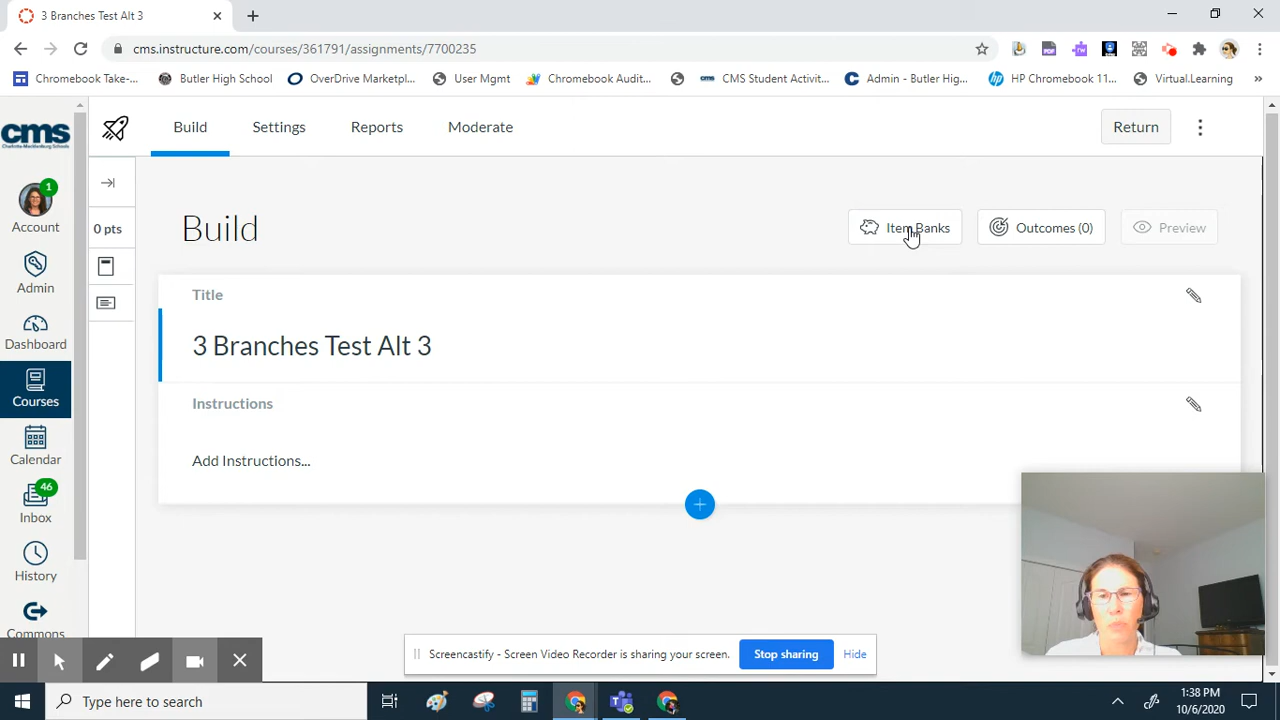 3 Branches Test Alt 3
cms.instructure.com/courses/361791/assignments/7700235
Chromebook Take-...
Butler High School
OverDrive Marketpl...
User Mgmt
Chromebook Audit...
CMS Student Activit...
Admin - Butler Hig...
HP Chromebook 11...
Virtual.Learning
»
cms
Charlotte-Mecklenburg Schools
Build
Settings
Reports
Moderate
Return
1
Account
0 pts
Build
Item Banks
Outcomes (0)
Preview
Admin
Title
Dashboard
3 Branches Test Alt 3
Courses
Instructions
Calendar
Add Instructions...
46
Inbox
History
Commons
Screencastify - Screen Video Recorder is sharing your screen.
Stop sharing
Hide
Type here to search
1:38 PM
10/6/2020